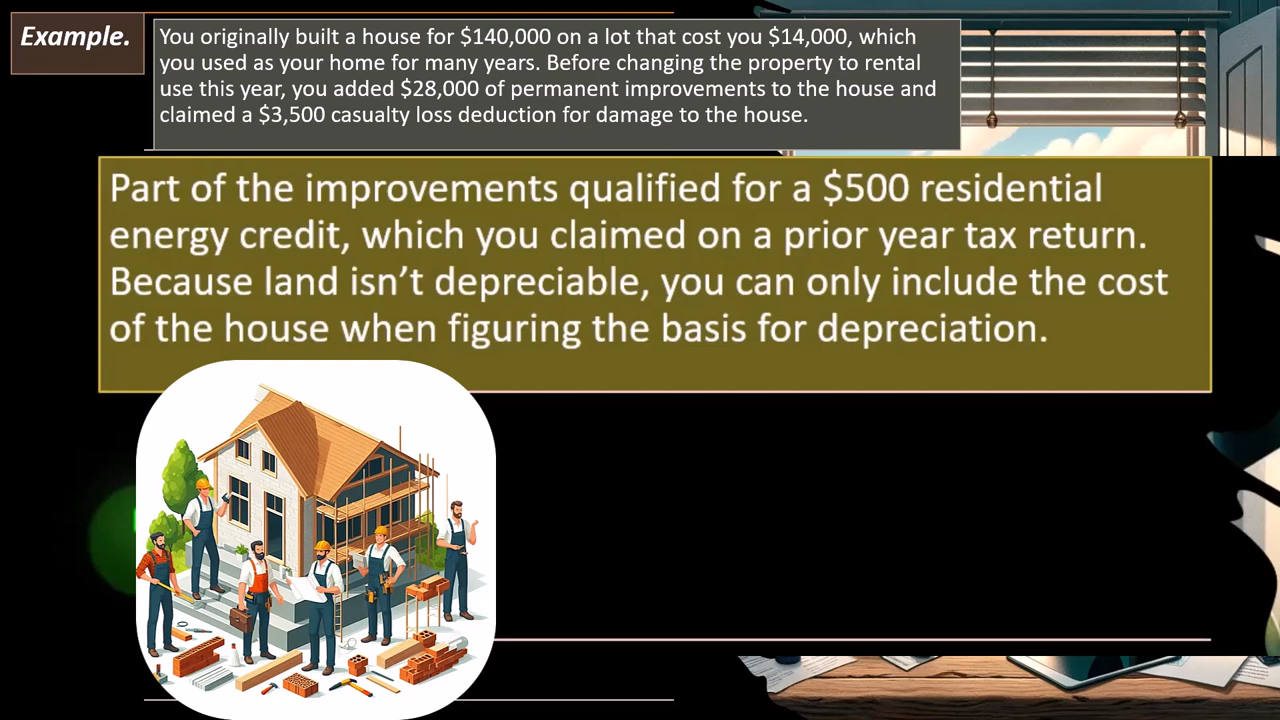 Example.
You originally built a house for $140,000 on a lot that cost you $14,000, which
you used as your home for many years. Before changing the property to rental
use this year, you added $28,000 of permanent improvements to the house and
claimed a $3,500 casualty loss deduction for damage to the house.
Part of the improvements qualified for a $500 residential
energy credit, which you claimed on a prior year tax return.
Because land isn’t depreciable, you can only include the cost
of the house when figuring the basis for depreciation.